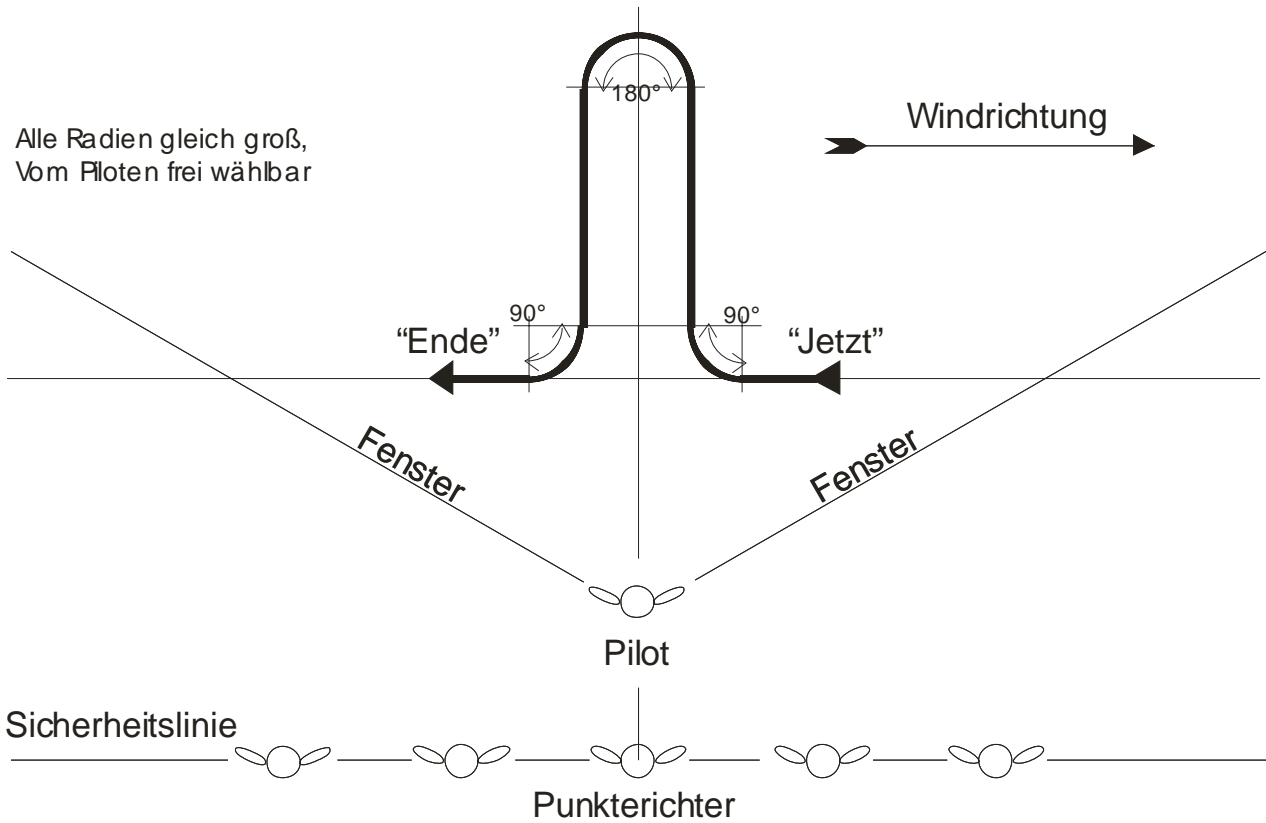 180°
Windrichtung
Alle Radien gleich groß,
Vom Piloten frei wählbar
90°
90°
“Ende”
“Jetzt”
Fenster
Fenster
Pilot
Sicherheitslinie
Punkterichter